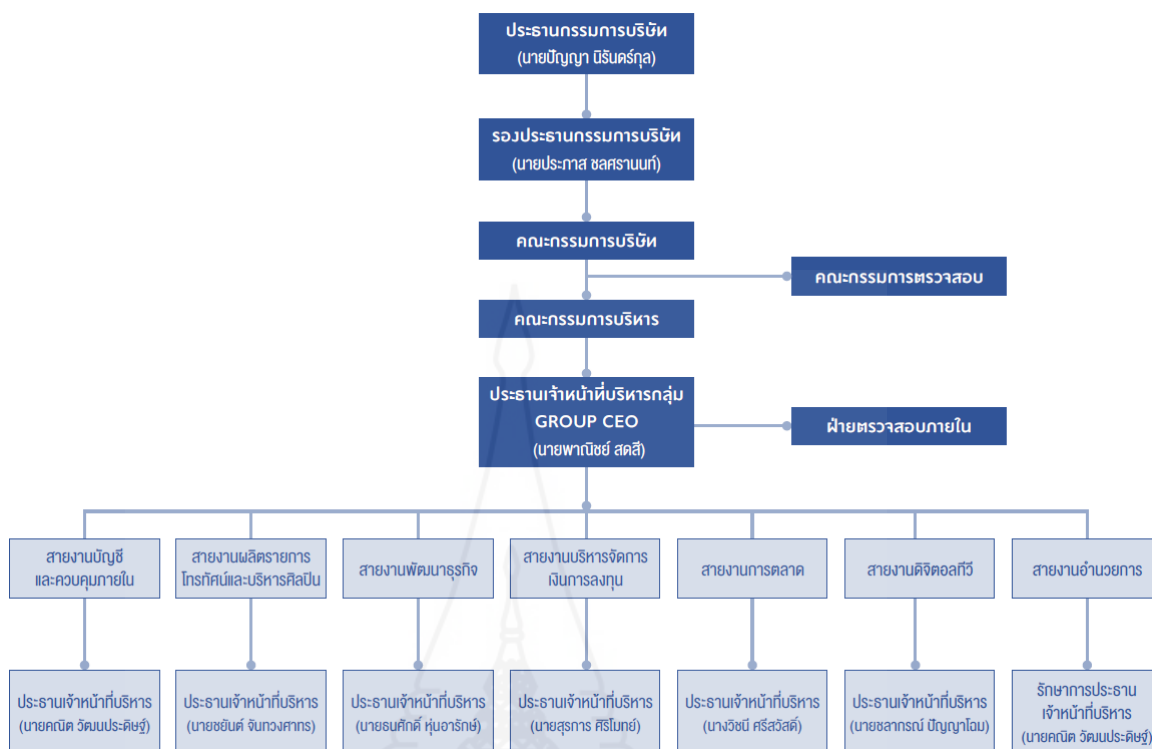 ประธานกรรมการบริษัท
(นายปัญญา นิรันดร์กุล)
รองประธานกรรมการบริษัท
(นายประภาส ชลศรานนท์)
คณะกรรมการบริษัท
คณะกรรมการตรวจสอบ
คณะกรรมการบริหาร
ประธานเจ้าหน้าที่บริหารกลุ่ม
GROUP CEO
(นายพาณิชย์ สดสี)
ฝ่ายตรวจสอบภายใน
สายงานบัญชี
และควบคุมภายใน
สายงานผลิตรายการ
โทรทัศน์และบริหารศิลปิน
สายงานพัฒนาธุรกิจ
สายงานบริหารจัดการ
เงินการลงทุน
สายงานการตลาด
สายงานดิจิตอลทีวี
สายงานอำนวยการ
ประธานเจ้าหน้าที่บริหาร
(นายคณิต วัฒนประดิษฐ์)
ประธานเจ้าหน้าที่บริหาร
(นายชยันต์ จันทวงศาทร)
ประธานเจ้าหน้าที่บริหาร
(นายธนศักดิ์ หุ่นอารักษ์)
ประธานเจ้าหน้าที่บริหาร
(นายสุรการ ศิริโมทย์)
ประธานเจ้าหน้าที่บริหาร
(นางวิชนี ศรีสวัสดิ์)
ประธานเจ้าหน้าที่บริหาร
(นายชลากรณ์ ปัญญาโฉม)
รักษาการประธาน
เจ้าหน้าที่บริหาร
(นายคณิต วัฒนประดิษฐ์)